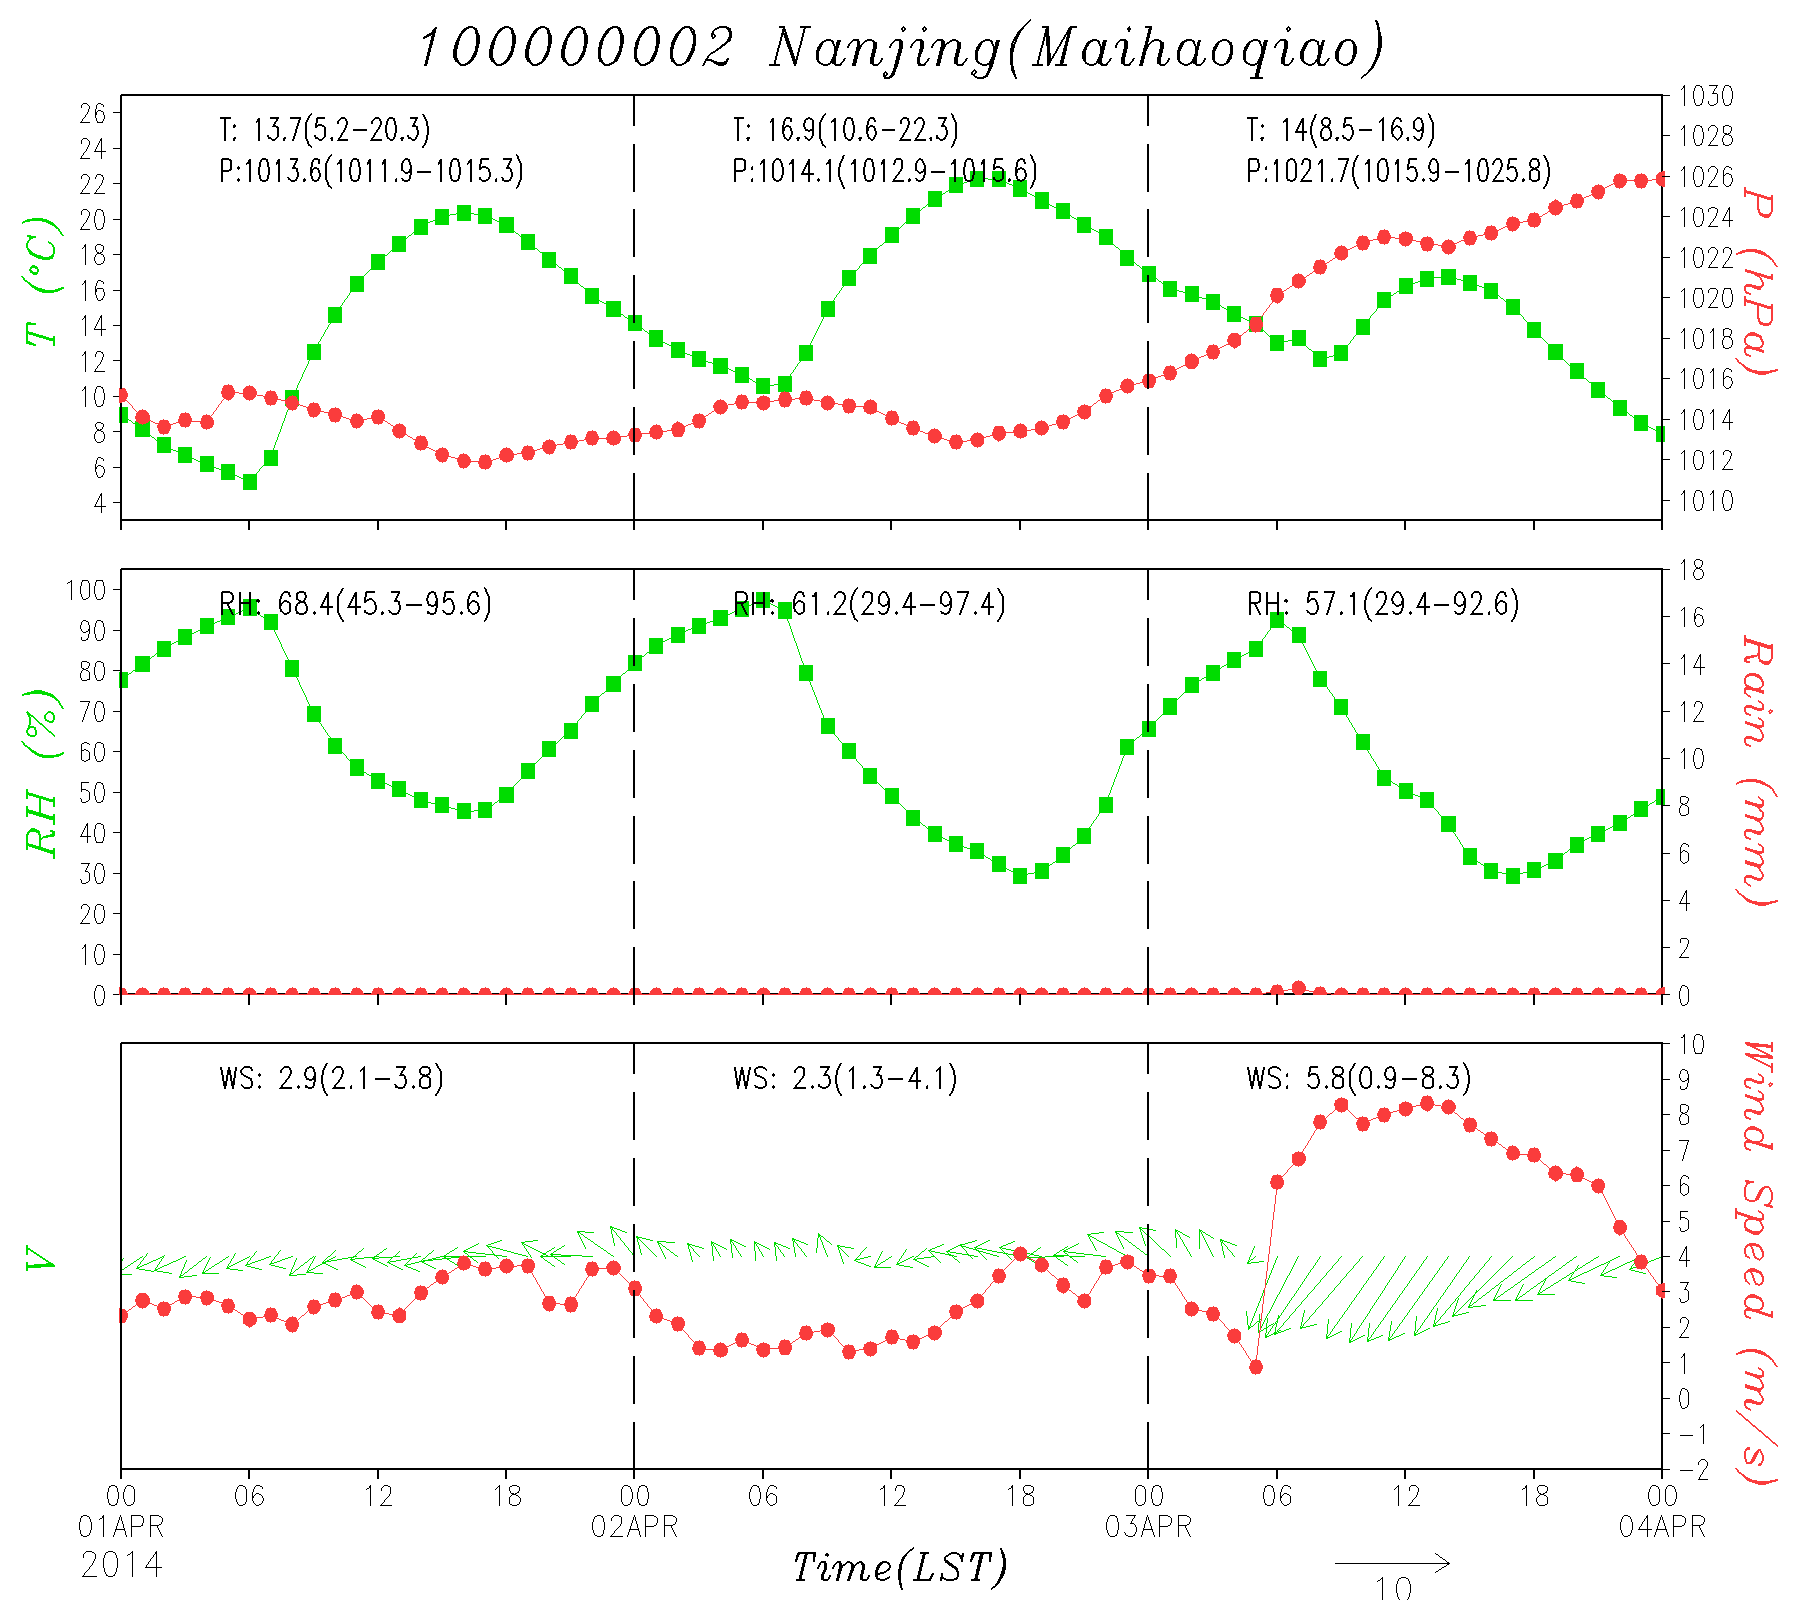 100000002 Nanjing(Maihaoqiao)
T: 13.7(5.2-20.3)
P:1013.6(1011.9-1015.3)
T: 16.9(10.6-22.3)
P:1014.1(1012.9-1015.6)
T: 14(8.5-16.9)
P:1021.7(1015.9-1025.8)
T (°C)
26
24
22
20
18
16
14
12
10
8
6
4
P (hPa)
1030
1028
1026
1024
1022
1020
1018
1016
1014
1012
1010
RH: 68.4(45.3-95.6)
RH: 61.2(29.4-97.4)
RH: 57.1(29.4-92.6)
RH (%)
100
90
80
70
60
50
40
30
20
10
0
Rain (mm)
18
16
14
12
10
8
6
4
2
0
WS: 2.9(2.1-3.8)
WS: 2.3(1.3-4.1)
WS: 5.8(0.9-8.3)
V
Wind Speed (m/s)
10
9
8
7
6
5
4
3
2
1
0
-1
-2
00 06 12 18 00 06 12 18 00 06 12 18 00
01APR 02APR 03APR 04APR
2014
Time(LST)
10